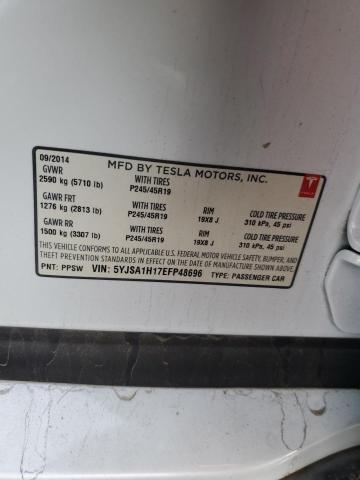 09/2014 MFD BY TESLA MOTORS, INC.
GVWR WITH TIRES
2590 kg (5710 lb) P245/45R19
GAWR FRT WITH TIRES RIM COLD TIRE PRESSURE
1276 kg (2813 lb) P245/45R19 19X8 J 310 kPa, 45 psi
GAWR RR WITH TIRES RIM COLD TIRE PRESSURE
1500 kg (3307 lb) P245/45R19 19X8 J 310 kPa, 45 psi
THIS VEHICLE CONFORMS TO ALL APPLICABLE U.S. FEDERAL MOTOR VEHICLE SAFETY, BUMPER, AND
THEFT PREVENTION STANDARDS IN EFFECT ON THE DATE OF MANUFACTURE SHOWN ABOVE.
PNT: PPSW VIN: 5YJSA1H17EFP48696 TYPE: PASSENGER CAR